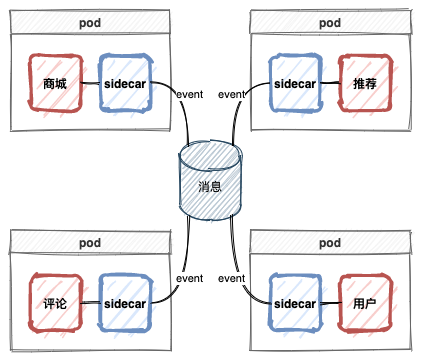 pod
pod
商城
sidecar
sidecar
推荐
event
event
消息
pod
pod
event
event
评论
sidecar
sidecar
用户